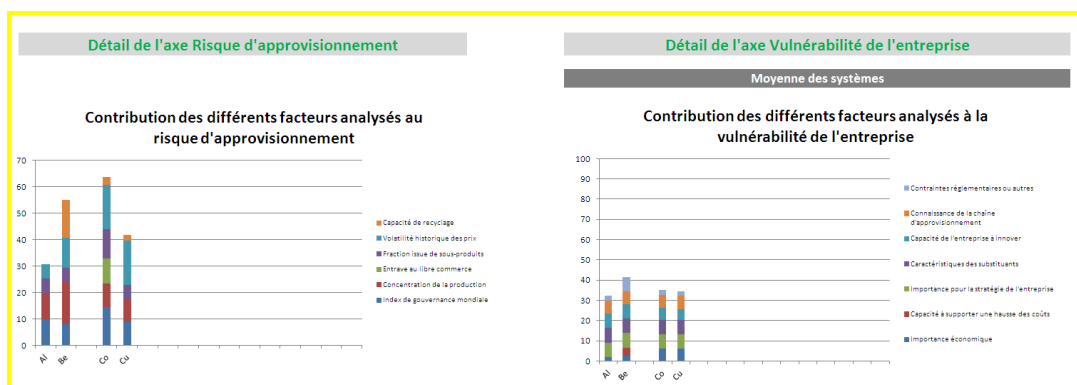 Détail de l'axe Risque d'approvisionnement
Contribution des différents facteurs analysés au
risque d'approvisionnement
70
60
50
40
30
20
10
0
Al
Be
Co
Cu
Capacité de recyclage
Volatilité historique des prix
Fraction issue de sous-produits
Entrave au libre commerce
Concentration de la production
Index de gouvernance mondiale
Détail de l'axe Vulnérabilité de l'entreprise
Moyenne des systèmes
Contribution des différents facteurs analysés à la
vulnérabilité de l'entreprise
100
90
80
70
60
50
40
30
20
10
0
Al
Be
Co
Cu
Contraintes réglementaires ou autres
Connaissance de la chaîne
d'approvisionnement
Capacité de l'entreprise à innover
Caractéristiques des substituants
Importance pour la stratégie de l'entreprise
Capacité à supporter une hausse des coûts
Importance économique